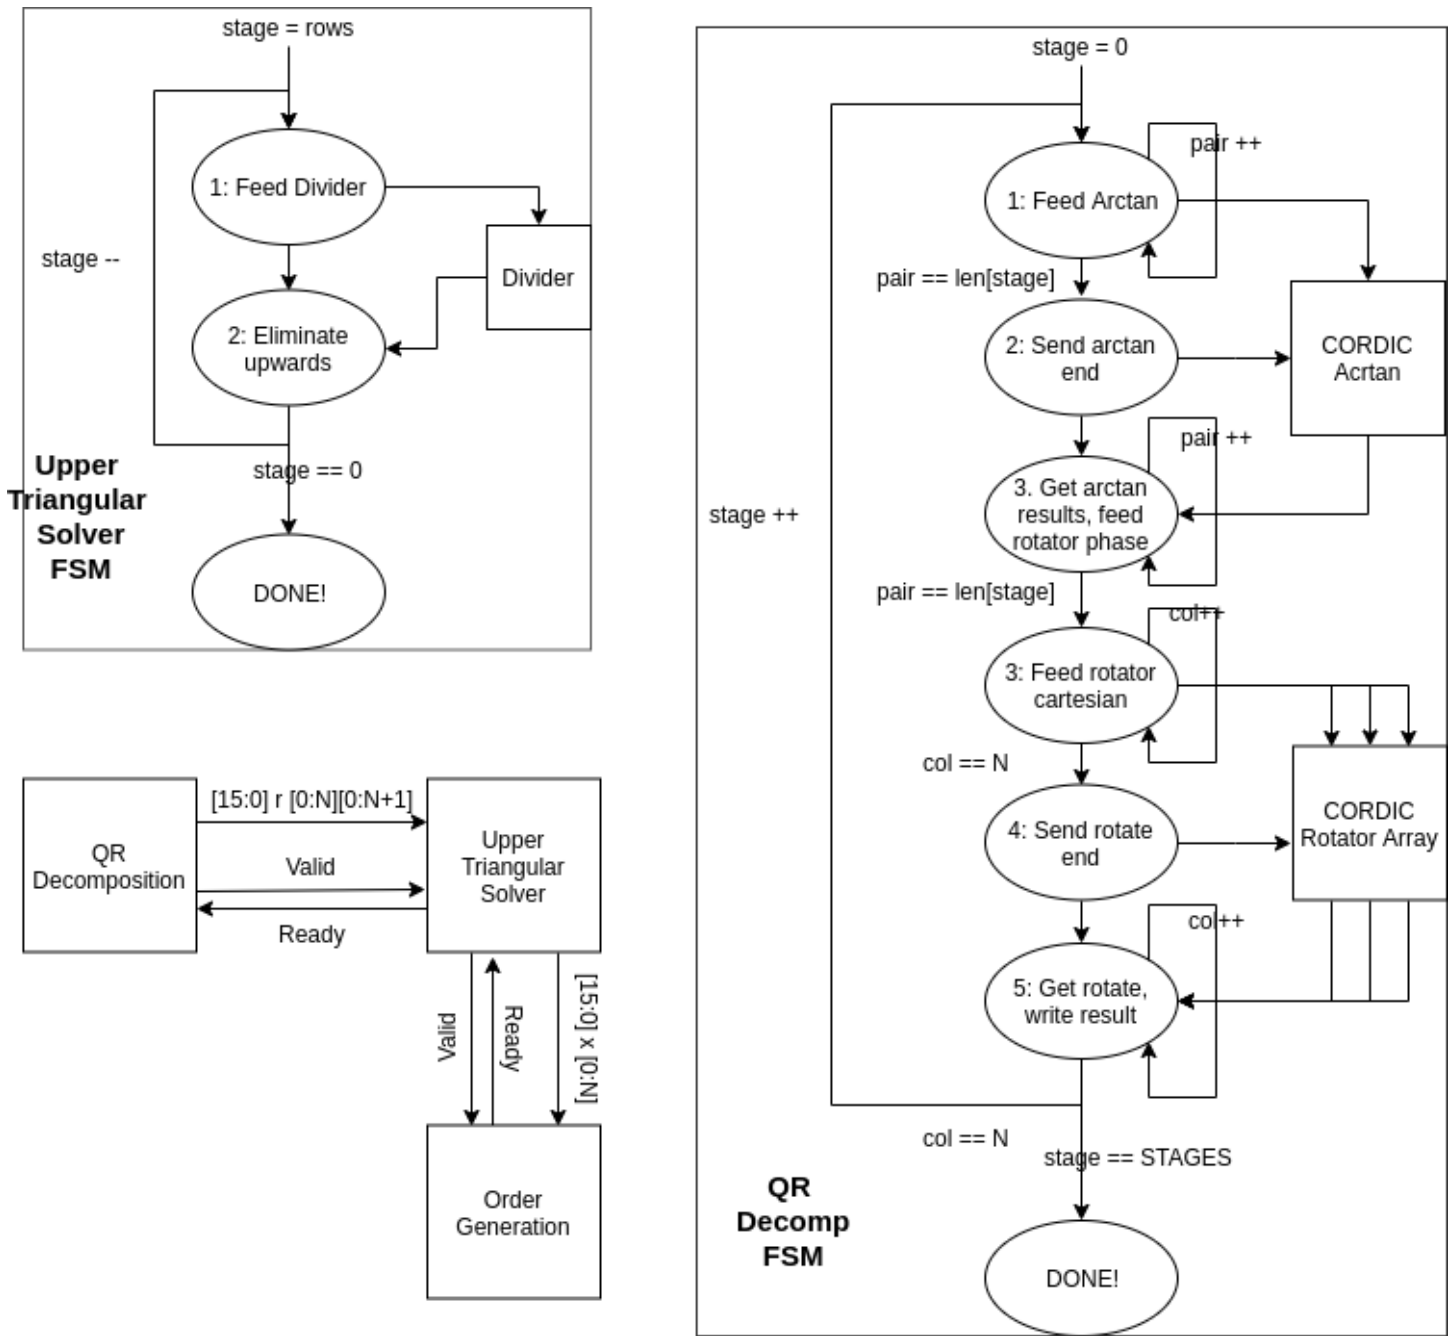 stage = rows
1: Feed Divider
stage --
Divider
2: Eliminate
upwards
stage == 0
Upper
Triangular
Solver
FSM
DONE!
QR
Decomposition
[15:0] r [0:N][0:N+1]
Valid
Ready
Upper
Triangular
Solver
Valid
Ready
[15:0] x [0:N]
Order
Generation
stage = 0
pair ++
1: Feed Arctan
pair == len[stage]
2: Send arctan
end
CORDIC
Acrtan
pair ++
3. Get arctan
results, feed
rotator phase
stage ++
pair == len[stage]
col++
3: Feed rotator
cartesian
col == N
4: Send rotate
end
CORDIC
Rotator Array
col++
5: Get rotate,
write result
col == N
stage == STAGES
QR
Decomp
FSM
DONE!